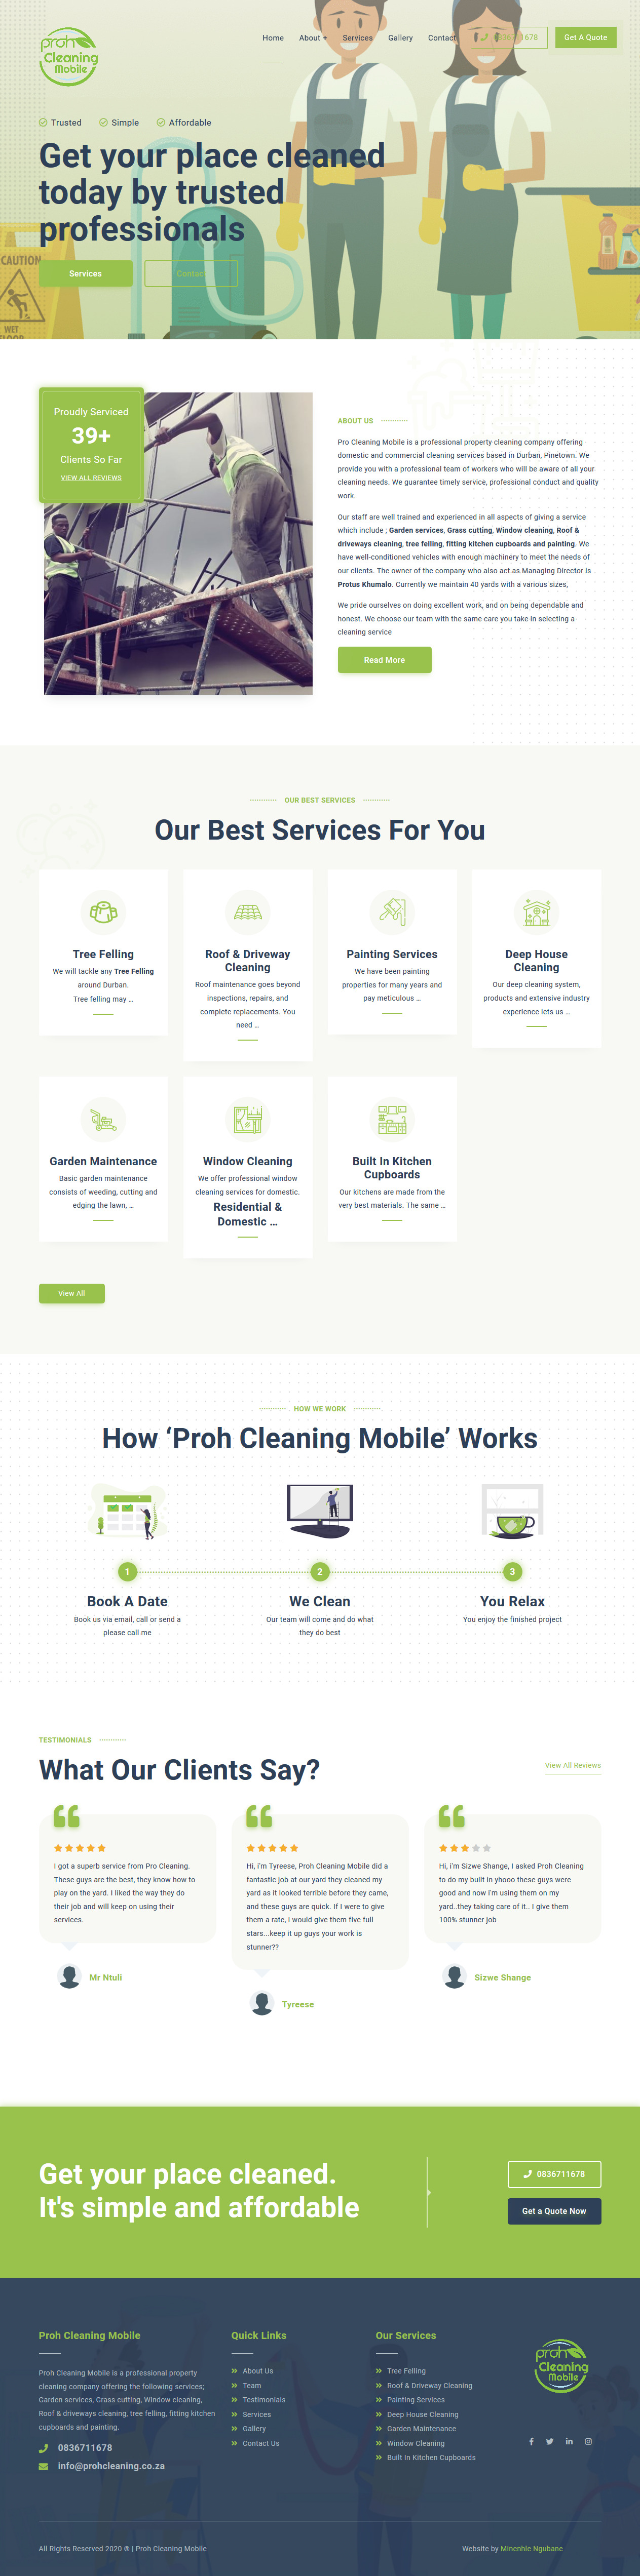 proh
Cleaning
Mobile
Home
About +
Services
Gallery
Contact
0836711678
Get A Quote
Trusted
Simple
Affordable
Get your place cleaned
today by trusted
professionals
Services
Contact
CAUTION
WET
FLOOR
Proudly Serviced
39+
Clients So Far
VIEW ALL REVIEWS
ABOUT US
Pro Cleaning Mobile is a professional property cleaning company offering
domestic and commercial cleaning services based in Durban, Pinetown. We
provide you with a professional team of workers who will be aware of all your
cleaning needs. We guarantee timely service, professional conduct and quality
work.
Our staff are well trained and experienced in all aspects of giving a service
which include ; Garden services, Grass cutting, Window cleaning, Roof &
driveways cleaning, tree felling, fitting kitchen cupboards and painting. We
have well-conditioned vehicles with enough machinery to meet the needs of
our clients. The owner of the company who also act as Managing Director is
Protus Khumalo. Currently we maintain 40 yards with a various sizes,
We pride ourselves on doing excellent work, and on being dependable and
honest. We choose our team with the same care you take in selecting a
cleaning service
Read More
OUR BEST SERVICES
Our Best Services For You
Tree Felling
We will tackle any Tree Felling
around Durban.
Tree felling may ...
Roof & Driveway
Cleaning
Roof maintenance goes beyond
inspections, repairs, and
complete replacements. You
need ...
Painting Services
We have been painting
properties for many years and
pay meticulous ...
Deep House
Cleaning
Our deep cleaning system,
products and extensive industry
experience lets us ...
Garden Maintenance
Basic garden maintenance
consists of weeding, cutting and
edging the lawn, ...
Window Cleaning
We offer professional window
cleaning services for domestic.
Residential &
Domestic ...
Built In Kitchen
Cupboards
Our kitchens are made from the
very best materials. The same ...
View All
HOW WE WORK
How ‘Proh Cleaning Mobile’ Works
1
2
3
Book A Date
Book us via email, call or send a
please call me
We Clean
Our team will come and do what
they do best
You Relax
You enjoy the finished project
TESTIMONIALS
What Our Clients Say?
View All Reviews
I got a superb service from Pro Cleaning.
These guys are the best, they know how to
play on the yard. I liked the way they do
their job and will keep on using their
services.
Mr Ntuli
Hi, i'm Tyreese, Proh Cleaning Mobile did a
fantastic job at our yard they cleaned my
yard as it looked terrible before they came,
and these guys are quick. If I were to give
them a rate, I would give them five full
stars...keep it up guys your work is
stunner??
Tyreese
Hi, i'm Sizwe Shange, I asked Proh Cleaning
to do my built in yhooo these guys were
good and now i'm using them on my
yard..they taking care of it.. I give them
100% stunner job
Sizwe Shange
Get your place cleaned.
It's simple and affordable
0836711678
Get a Quote Now
Proh Cleaning Mobile
Proh Cleaning Mobile is a professional property
cleaning company offering the following services;
Garden services, Grass cutting, Window cleaning,
Roof & driveways cleaning, tree felling, fitting kitchen
cupboards and painting.
0836711678
info@prohcleaning.co.za
Quick Links
About Us
Team
Testimonials
Services
Gallery
Contact Us
Our Services
Tree Felling
Roof & Driveway Cleaning
Painting Services
Deep House Cleaning
Garden Maintenance
Window Cleaning
Built In Kitchen Cupboards
proh
Cleaning
Mobile
All Rights Reserved 2020 ® | Proh Cleaning Mobile
Website by Minenhle Ngubane